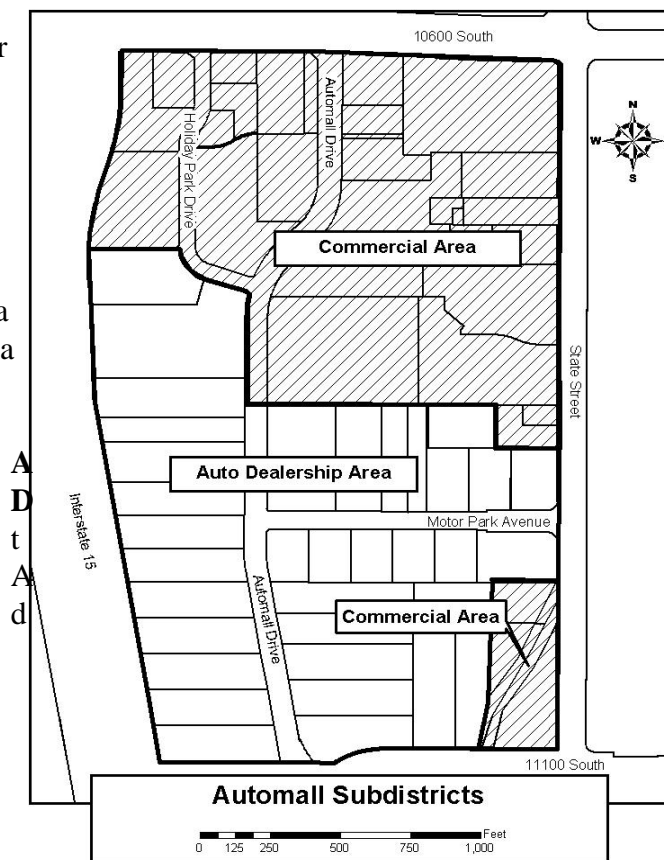 10600 South
r
N
W
E
S
Holiday Park Drive
Automall Drive
Commercial Area
a
a
State Street
A
Auto Dealership Area
D
Interstate 15
Motor Park Avenue
t
A
Automall Drive
d
Commercial Area
11100 South
Automall Subdistricts
Feet
0 125 250 500 750 1,000